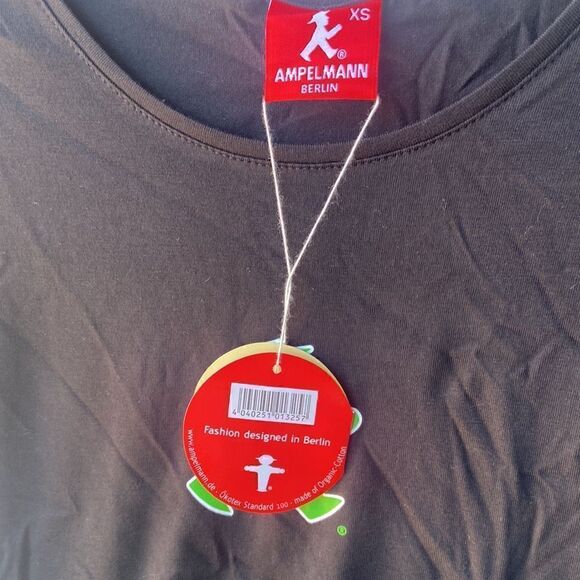 XS
®
AMPELMANN
BERLIN
4 040251 013257
Fashion designed in Berlin
®
www.ampelmann.de · Ökotex Standard 100 · made of Organic Cotton
®